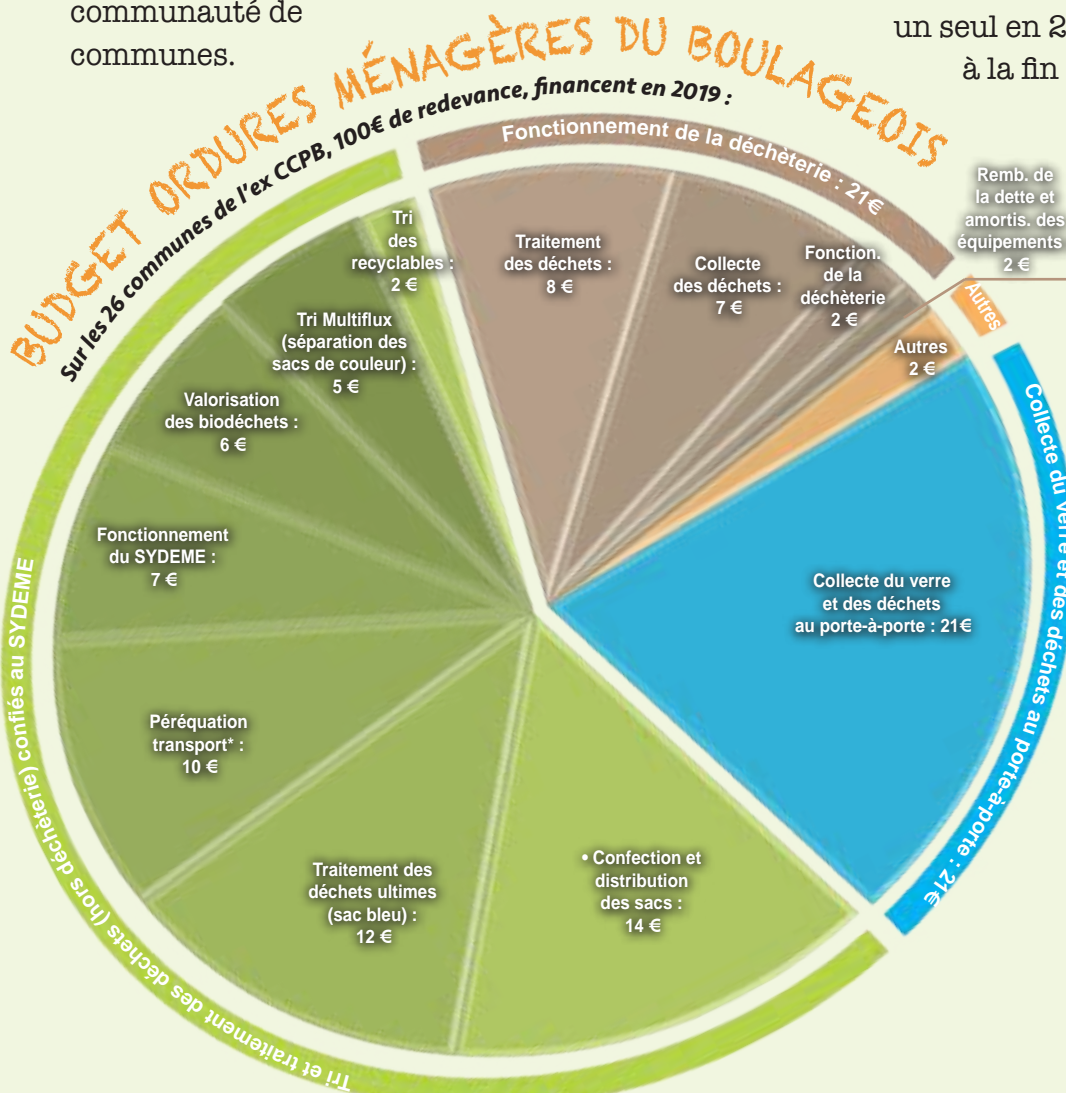 communauté de
communes.
un seul en 2
à la fin
BUDGET ORDURES MÉNAGÈRES DU BOULAGEOIS
Sur les 26 communes de l'ex CCPB, 100€ de redevance, financent en 2019 :
Fonctionnement de la déchèterie : 21€
Remb. de
la dette et
amortis. des
équipements
2 €
Autres
Traitement
des déchets :
8 €
Collecte
des déchets :
7 €
Fonction.
de la
déchèterie
2 €
Autres
2 €
Tri
des
recyclables :
2 €
Tri Multiflux
(séparation des
sacs de couleur) :
5 €
Valorisation
des biodéchets :
6 €
Fonctionnement
du SYDEME :
7 €
Péréquation
transport* :
10 €
Traitement des
déchets ultimes
(sac bleu) :
12 €
• Confection et
distribution
des sacs :
14 €
Collecte du verre
et des déchets
au porte-à-porte : 21€
Collecte du verre et des déchets au porte-à-porte : 21€
Tri et traitement des déchets (hors déchèterie) confiés au SYDEME